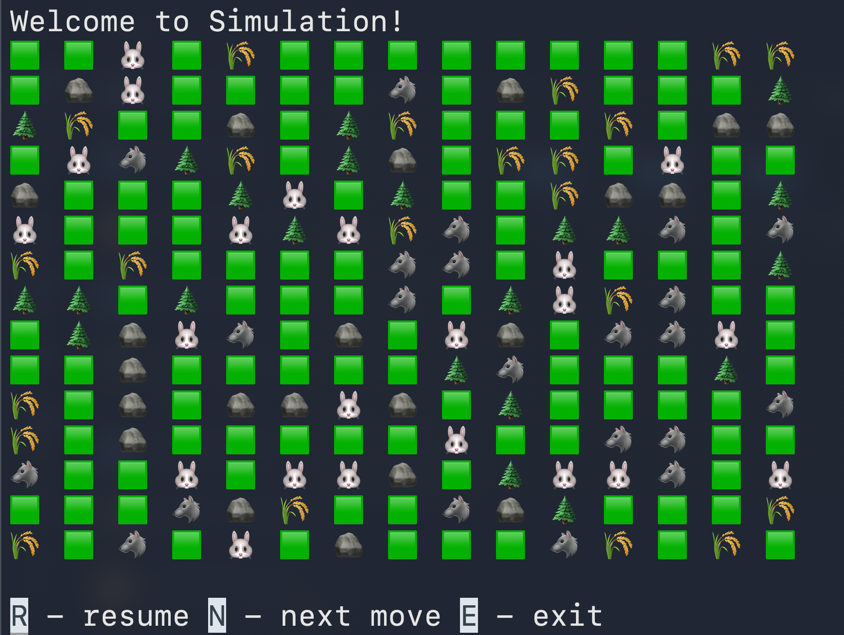 Welcome to Simulation!
R — resume N — next move E — exit